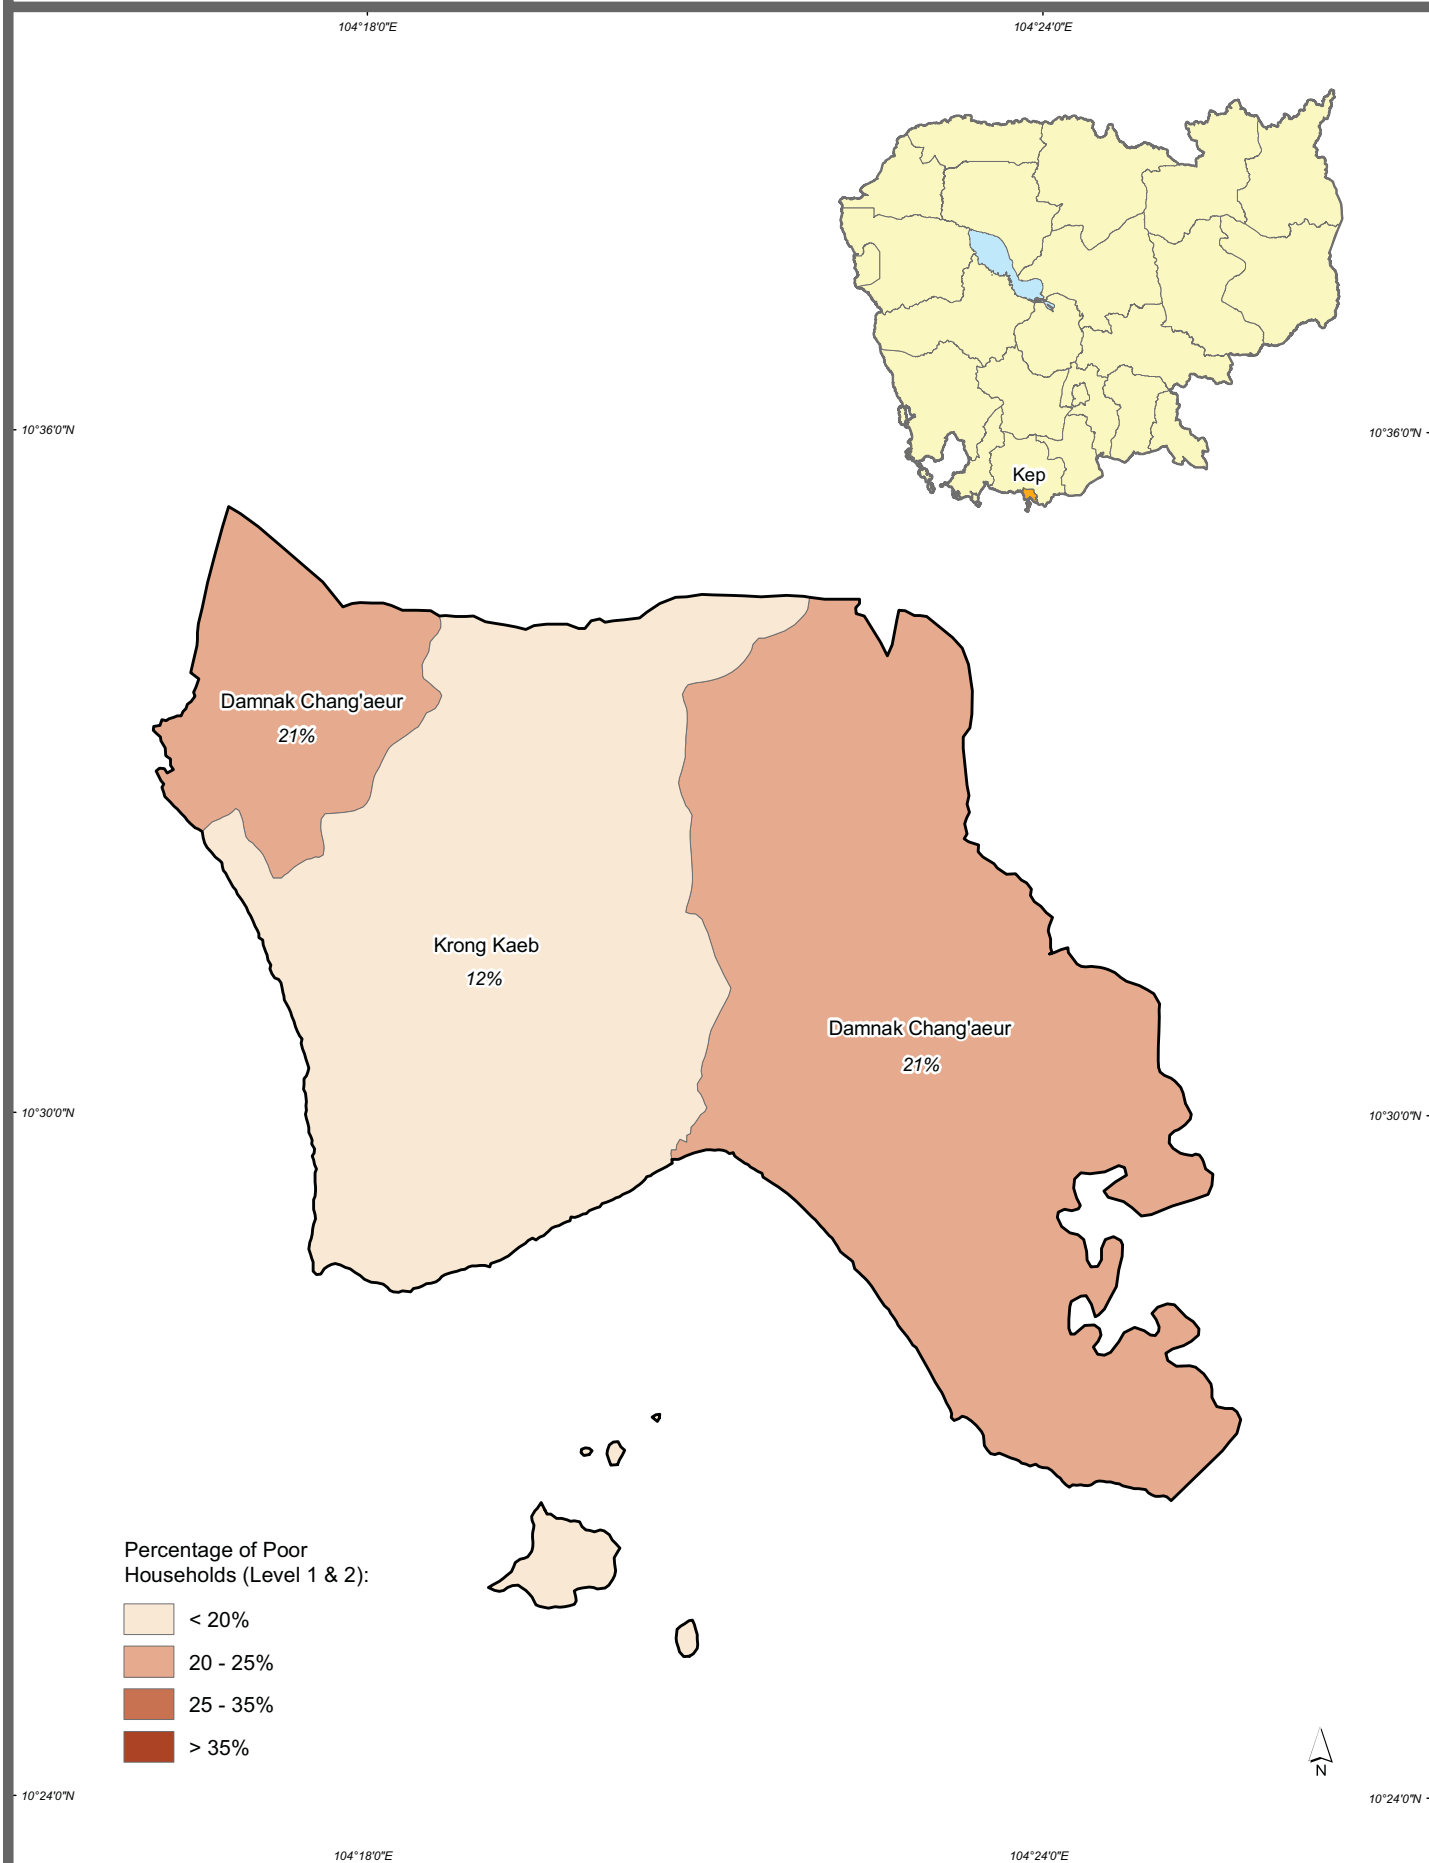 104°18'0"E
104°24'0"E
Kep
10°36'0"N
10°36'0"N
Damnak Chang'aeur
21%
Krong Kaeb
12%
Damnak Chang'aeur
21%
10°30'0"N
10°30'0"N
Percentage of Poor
Households (Level 1 & 2):
< 20%
20 - 25%
25 - 35%
> 35%
N
10°24'0"N
10°24'0"N
104°18'0"E
104°24'0"E